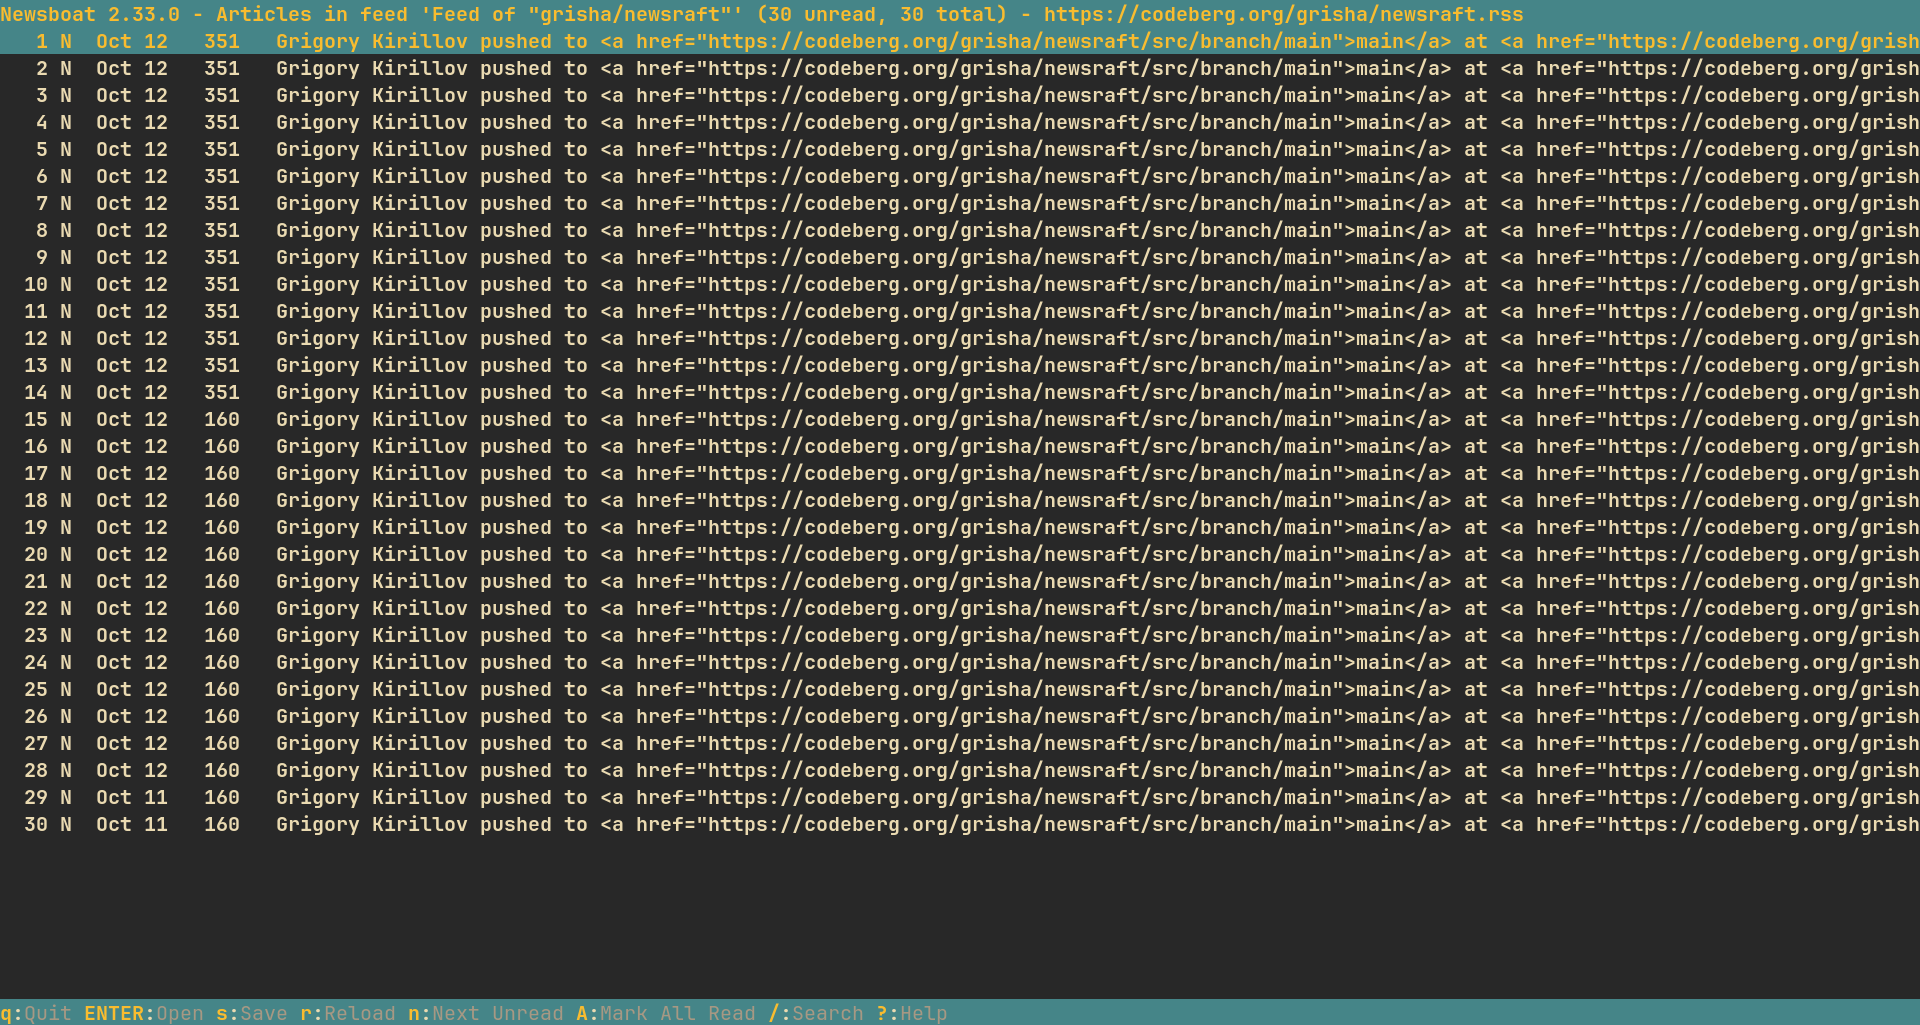 Newsboat 2.33.0 - Articles in feed 'Feed of "grisha/newsraft"' (30 unread, 30 total) - https://codeberg.org/grisha/newsraft.rss
1 N Oct 12 351 Grigory Kirillov pushed to <a href="https://codeberg.org/grisha/newsraft/src/branch/main">main</a> at <a href="https://codeberg.org/grish
2 N Oct 12 351 Grigory Kirillov pushed to <a href="https://codeberg.org/grisha/newsraft/src/branch/main">main</a> at <a href="https://codeberg.org/grish
3 N Oct 12 351 Grigory Kirillov pushed to <a href="https://codeberg.org/grisha/newsraft/src/branch/main">main</a> at <a href="https://codeberg.org/grish
4 N Oct 12 351 Grigory Kirillov pushed to <a href="https://codeberg.org/grisha/newsraft/src/branch/main">main</a> at <a href="https://codeberg.org/grish
5 N Oct 12 351 Grigory Kirillov pushed to <a href="https://codeberg.org/grisha/newsraft/src/branch/main">main</a> at <a href="https://codeberg.org/grish
6 N Oct 12 351 Grigory Kirillov pushed to <a href="https://codeberg.org/grisha/newsraft/src/branch/main">main</a> at <a href="https://codeberg.org/grish
7 N Oct 12 351 Grigory Kirillov pushed to <a href="https://codeberg.org/grisha/newsraft/src/branch/main">main</a> at <a href="https://codeberg.org/grish
8 N Oct 12 351 Grigory Kirillov pushed to <a href="https://codeberg.org/grisha/newsraft/src/branch/main">main</a> at <a href="https://codeberg.org/grish
9 N Oct 12 351 Grigory Kirillov pushed to <a href="https://codeberg.org/grisha/newsraft/src/branch/main">main</a> at <a href="https://codeberg.org/grish
10 N Oct 12 351 Grigory Kirillov pushed to <a href="https://codeberg.org/grisha/newsraft/src/branch/main">main</a> at <a href="https://codeberg.org/grish
11 N Oct 12 351 Grigory Kirillov pushed to <a href="https://codeberg.org/grisha/newsraft/src/branch/main">main</a> at <a href="https://codeberg.org/grish
12 N Oct 12 351 Grigory Kirillov pushed to <a href="https://codeberg.org/grisha/newsraft/src/branch/main">main</a> at <a href="https://codeberg.org/grish
13 N Oct 12 351 Grigory Kirillov pushed to <a href="https://codeberg.org/grisha/newsraft/src/branch/main">main</a> at <a href="https://codeberg.org/grish
14 N Oct 12 351 Grigory Kirillov pushed to <a href="https://codeberg.org/grisha/newsraft/src/branch/main">main</a> at <a href="https://codeberg.org/grish
15 N Oct 12 160 Grigory Kirillov pushed to <a href="https://codeberg.org/grisha/newsraft/src/branch/main">main</a> at <a href="https://codeberg.org/grish
16 N Oct 12 160 Grigory Kirillov pushed to <a href="https://codeberg.org/grisha/newsraft/src/branch/main">main</a> at <a href="https://codeberg.org/grish
17 N Oct 12 160 Grigory Kirillov pushed to <a href="https://codeberg.org/grisha/newsraft/src/branch/main">main</a> at <a href="https://codeberg.org/grish
18 N Oct 12 160 Grigory Kirillov pushed to <a href="https://codeberg.org/grisha/newsraft/src/branch/main">main</a> at <a href="https://codeberg.org/grish
19 N Oct 12 160 Grigory Kirillov pushed to <a href="https://codeberg.org/grisha/newsraft/src/branch/main">main</a> at <a href="https://codeberg.org/grish
20 N Oct 12 160 Grigory Kirillov pushed to <a href="https://codeberg.org/grisha/newsraft/src/branch/main">main</a> at <a href="https://codeberg.org/grish
21 N Oct 12 160 Grigory Kirillov pushed to <a href="https://codeberg.org/grisha/newsraft/src/branch/main">main</a> at <a href="https://codeberg.org/grish
22 N Oct 12 160 Grigory Kirillov pushed to <a href="https://codeberg.org/grisha/newsraft/src/branch/main">main</a> at <a href="https://codeberg.org/grish
23 N Oct 12 160 Grigory Kirillov pushed to <a href="https://codeberg.org/grisha/newsraft/src/branch/main">main</a> at <a href="https://codeberg.org/grish
24 N Oct 12 160 Grigory Kirillov pushed to <a href="https://codeberg.org/grisha/newsraft/src/branch/main">main</a> at <a href="https://codeberg.org/grish
25 N Oct 12 160 Grigory Kirillov pushed to <a href="https://codeberg.org/grisha/newsraft/src/branch/main">main</a> at <a href="https://codeberg.org/grish
26 N Oct 12 160 Grigory Kirillov pushed to <a href="https://codeberg.org/grisha/newsraft/src/branch/main">main</a> at <a href="https://codeberg.org/grish
27 N Oct 12 160 Grigory Kirillov pushed to <a href="https://codeberg.org/grisha/newsraft/src/branch/main">main</a> at <a href="https://codeberg.org/grish
28 N Oct 12 160 Grigory Kirillov pushed to <a href="https://codeberg.org/grisha/newsraft/src/branch/main">main</a> at <a href="https://codeberg.org/grish
29 N Oct 11 160 Grigory Kirillov pushed to <a href="https://codeberg.org/grisha/newsraft/src/branch/main">main</a> at <a href="https://codeberg.org/grish
30 N Oct 11 160 Grigory Kirillov pushed to <a href="https://codeberg.org/grisha/newsraft/src/branch/main">main</a> at <a href="https://codeberg.org/grish
q:Quit ENTER:Open s:Save r:Reload n:Next Unread A:Mark All Read /:Search ?:Help